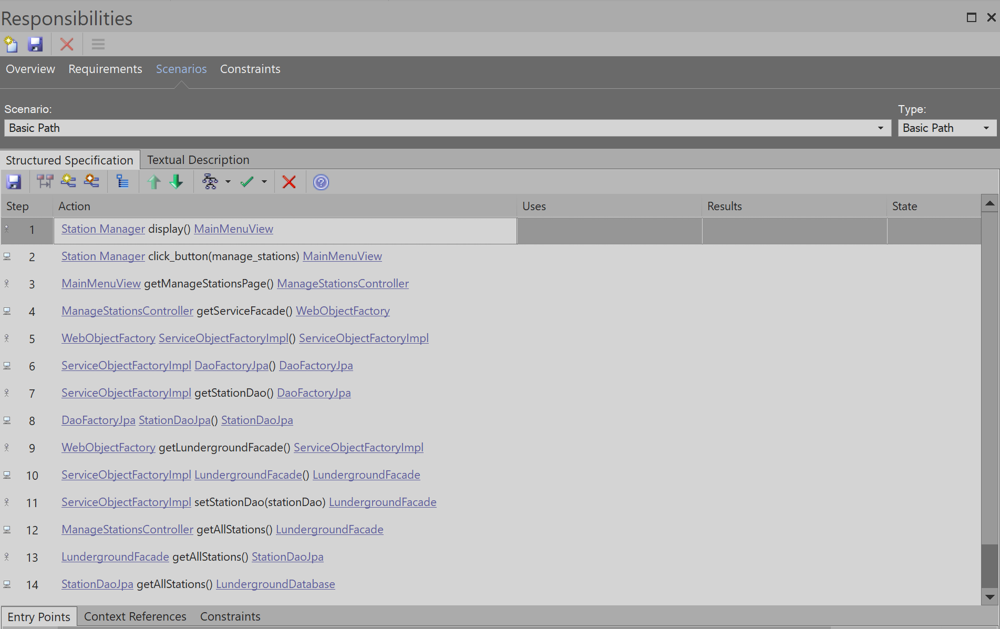 Responsibilities
Overview Requirements Scenarios Constraints
Scenario: Type:
Basic Path Basic Path
Structured Specification Textual Description
Step Action Uses Results State
1 Station Manager display() MainMenuView
2 Station Manager click_button(manage_stations) MainMenuView
3 MainMenuView getManageStationsPage() ManageStationsController
4 ManageStationsController getServiceFacade() WebObjectFactory
5 WebObjectFactory ServiceObjectFactoryImpl() ServiceObjectFactoryImpl
6 ServiceObjectFactoryImpl DaoFactoryJpa() DaoFactoryJpa
7 ServiceObjectFactoryImpl getStationDao() DaoFactoryJpa
8 DaoFactoryJpa StationDaoJpa() StationDaoJpa
9 WebObjectFactory getLundergroundFacade() ServiceObjectFactoryImpl
10 ServiceObjectFactoryImpl LundergroundFacade() LundergroundFacade
11 ServiceObjectFactoryImpl setStationDao(stationDao) LundergroundFacade
12 ManageStationsController getAllStations() LundergroundFacade
13 LundergroundFacade getAllStations() StationDaoJpa
14 StationDaoJpa getAllStations() LundergroundDatabase
Entry Points Context References Constraints